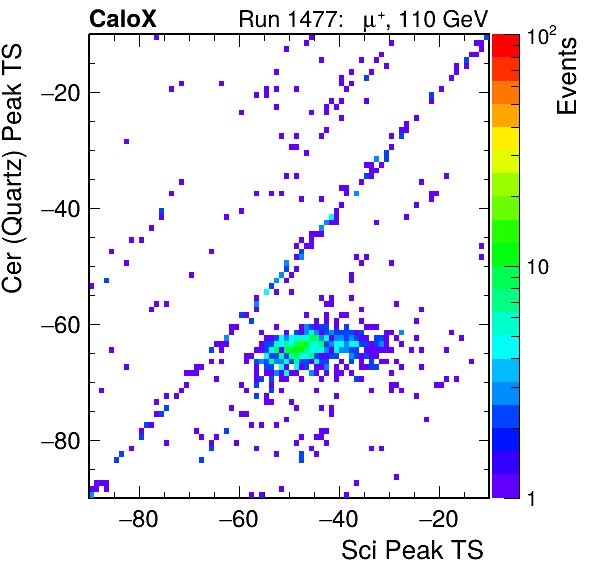 CaloX Run 1477: μ⁺, 110 GeV
Cer (Quartz) Peak TS
−20
−40
−60
−80
−80 −60 −40 −20
Sci Peak TS
10²
10
1
Events